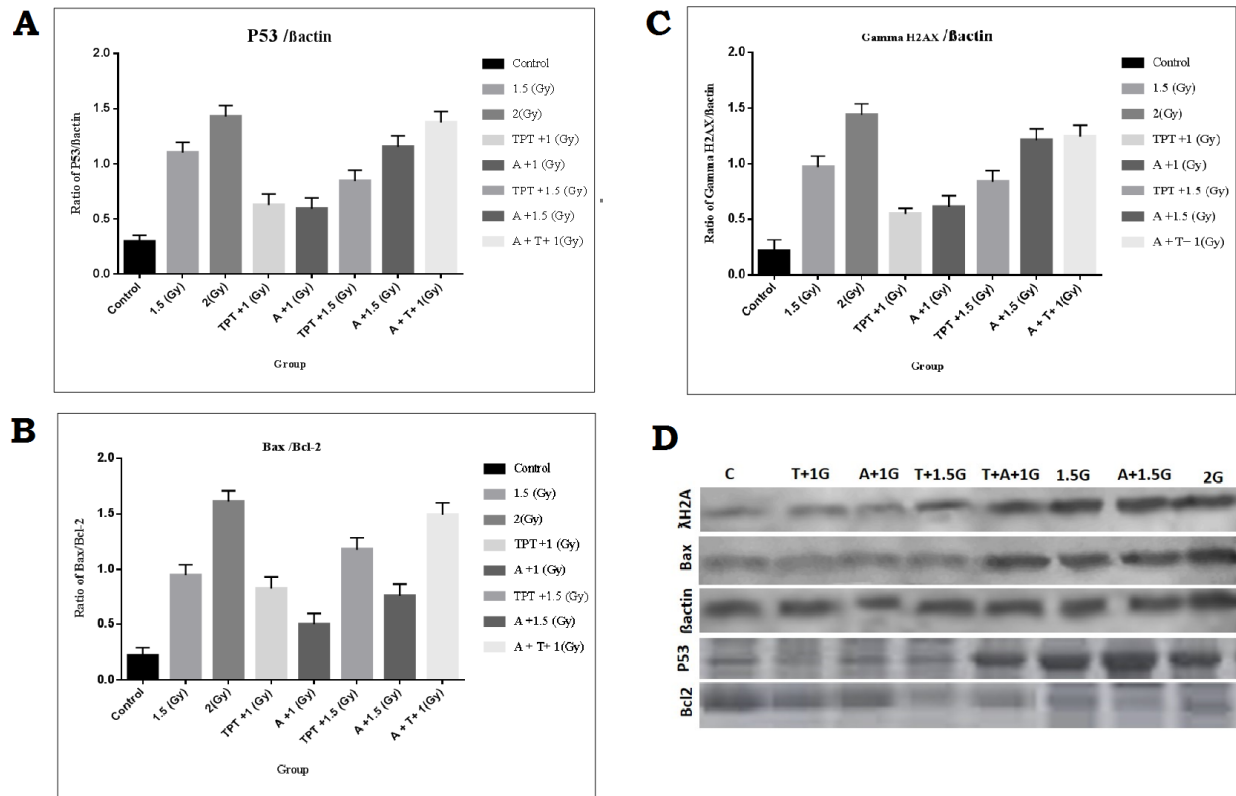 A
P53 /ßactin
Ratio of P53/ßactin
2.0
1.5
1.0
0.5
0.0
Control
1.5 (Gy)
2(Gy)
TPT +1 (Gy)
A +1 (Gy)
TPT +1.5 (Gy)
A +1.5 (Gy)
A + T+ 1(Gy)
Group
Control
1.5 (Gy)
2(Gy)
TPT +1 (Gy)
A +1 (Gy)
TPT +1.5 (Gy)
A +1.5 (Gy)
A + T+ 1(Gy)
C
Gamma H2AX /ßactin
Ratio of Gamma H2AX/ßactin
2.0
1.5
1.0
0.5
0.0
Control
1.5 (Gy)
2(Gy)
TPT +1 (Gy)
A +1 (Gy)
TPT +1.5 (Gy)
A +1.5 (Gy)
A + T+ 1(Gy)
Group
Control
1.5 (Gy)
2(Gy)
TPT +1 (Gy)
A +1 (Gy)
TPT +1.5 (Gy)
A +1.5 (Gy)
A + T− 1(Gy)
B
Bax /Bcl-2
Ratio of Bax/Bcl-2
2.0
1.5
1.0
0.5
0.0
Control
1.5 (Gy)
2(Gy)
TPT +1 (Gy)
A +1 (Gy)
TPT +1.5 (Gy)
A +1.5 (Gy)
A + T+ 1(Gy)
Group
Control
1.5 (Gy)
2(Gy)
TPT +1 (Gy)
A +1 (Gy)
TPT +1.5 (Gy)
A +1.5 (Gy)
A + T+ 1(Gy)
D
C T+1G A+1G T+1.5G T+A+1G 1.5G A+1.5G 2G
λH2A
Bax
ßactin
P53
Bcl2